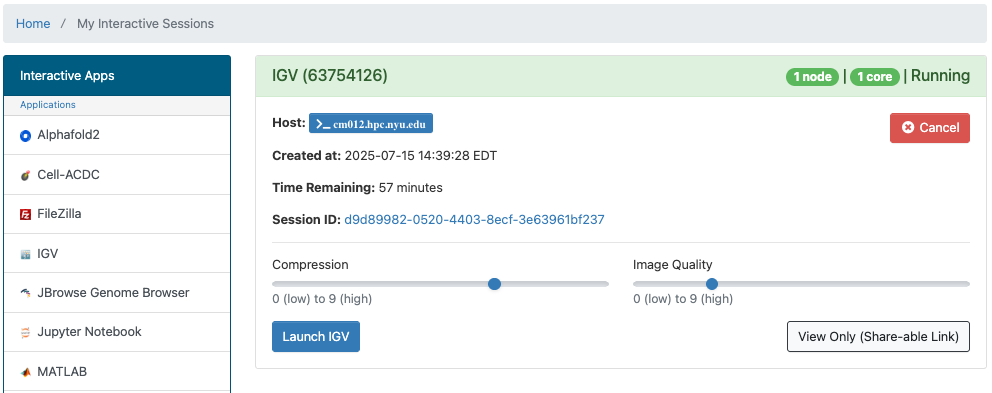 Home / My Interactive Sessions
Interactive Apps
Applications
Alphafold2
Cell-ACDC
FileZilla
IGV
JBrowse Genome Browser
Jupyter Notebook
MATLAB
IGV (63754126)
1 node | 1 core | Running
Host: >_ cm012.hpc.nyu.edu
Cancel
Created at: 2025-07-15 14:39:28 EDT
Time Remaining: 57 minutes
Session ID: d9d89982-0520-4403-8ecf-3e63961bf237
Compression
0 (low) to 9 (high)
Image Quality
0 (low) to 9 (high)
Launch IGV
View Only (Share-able Link)